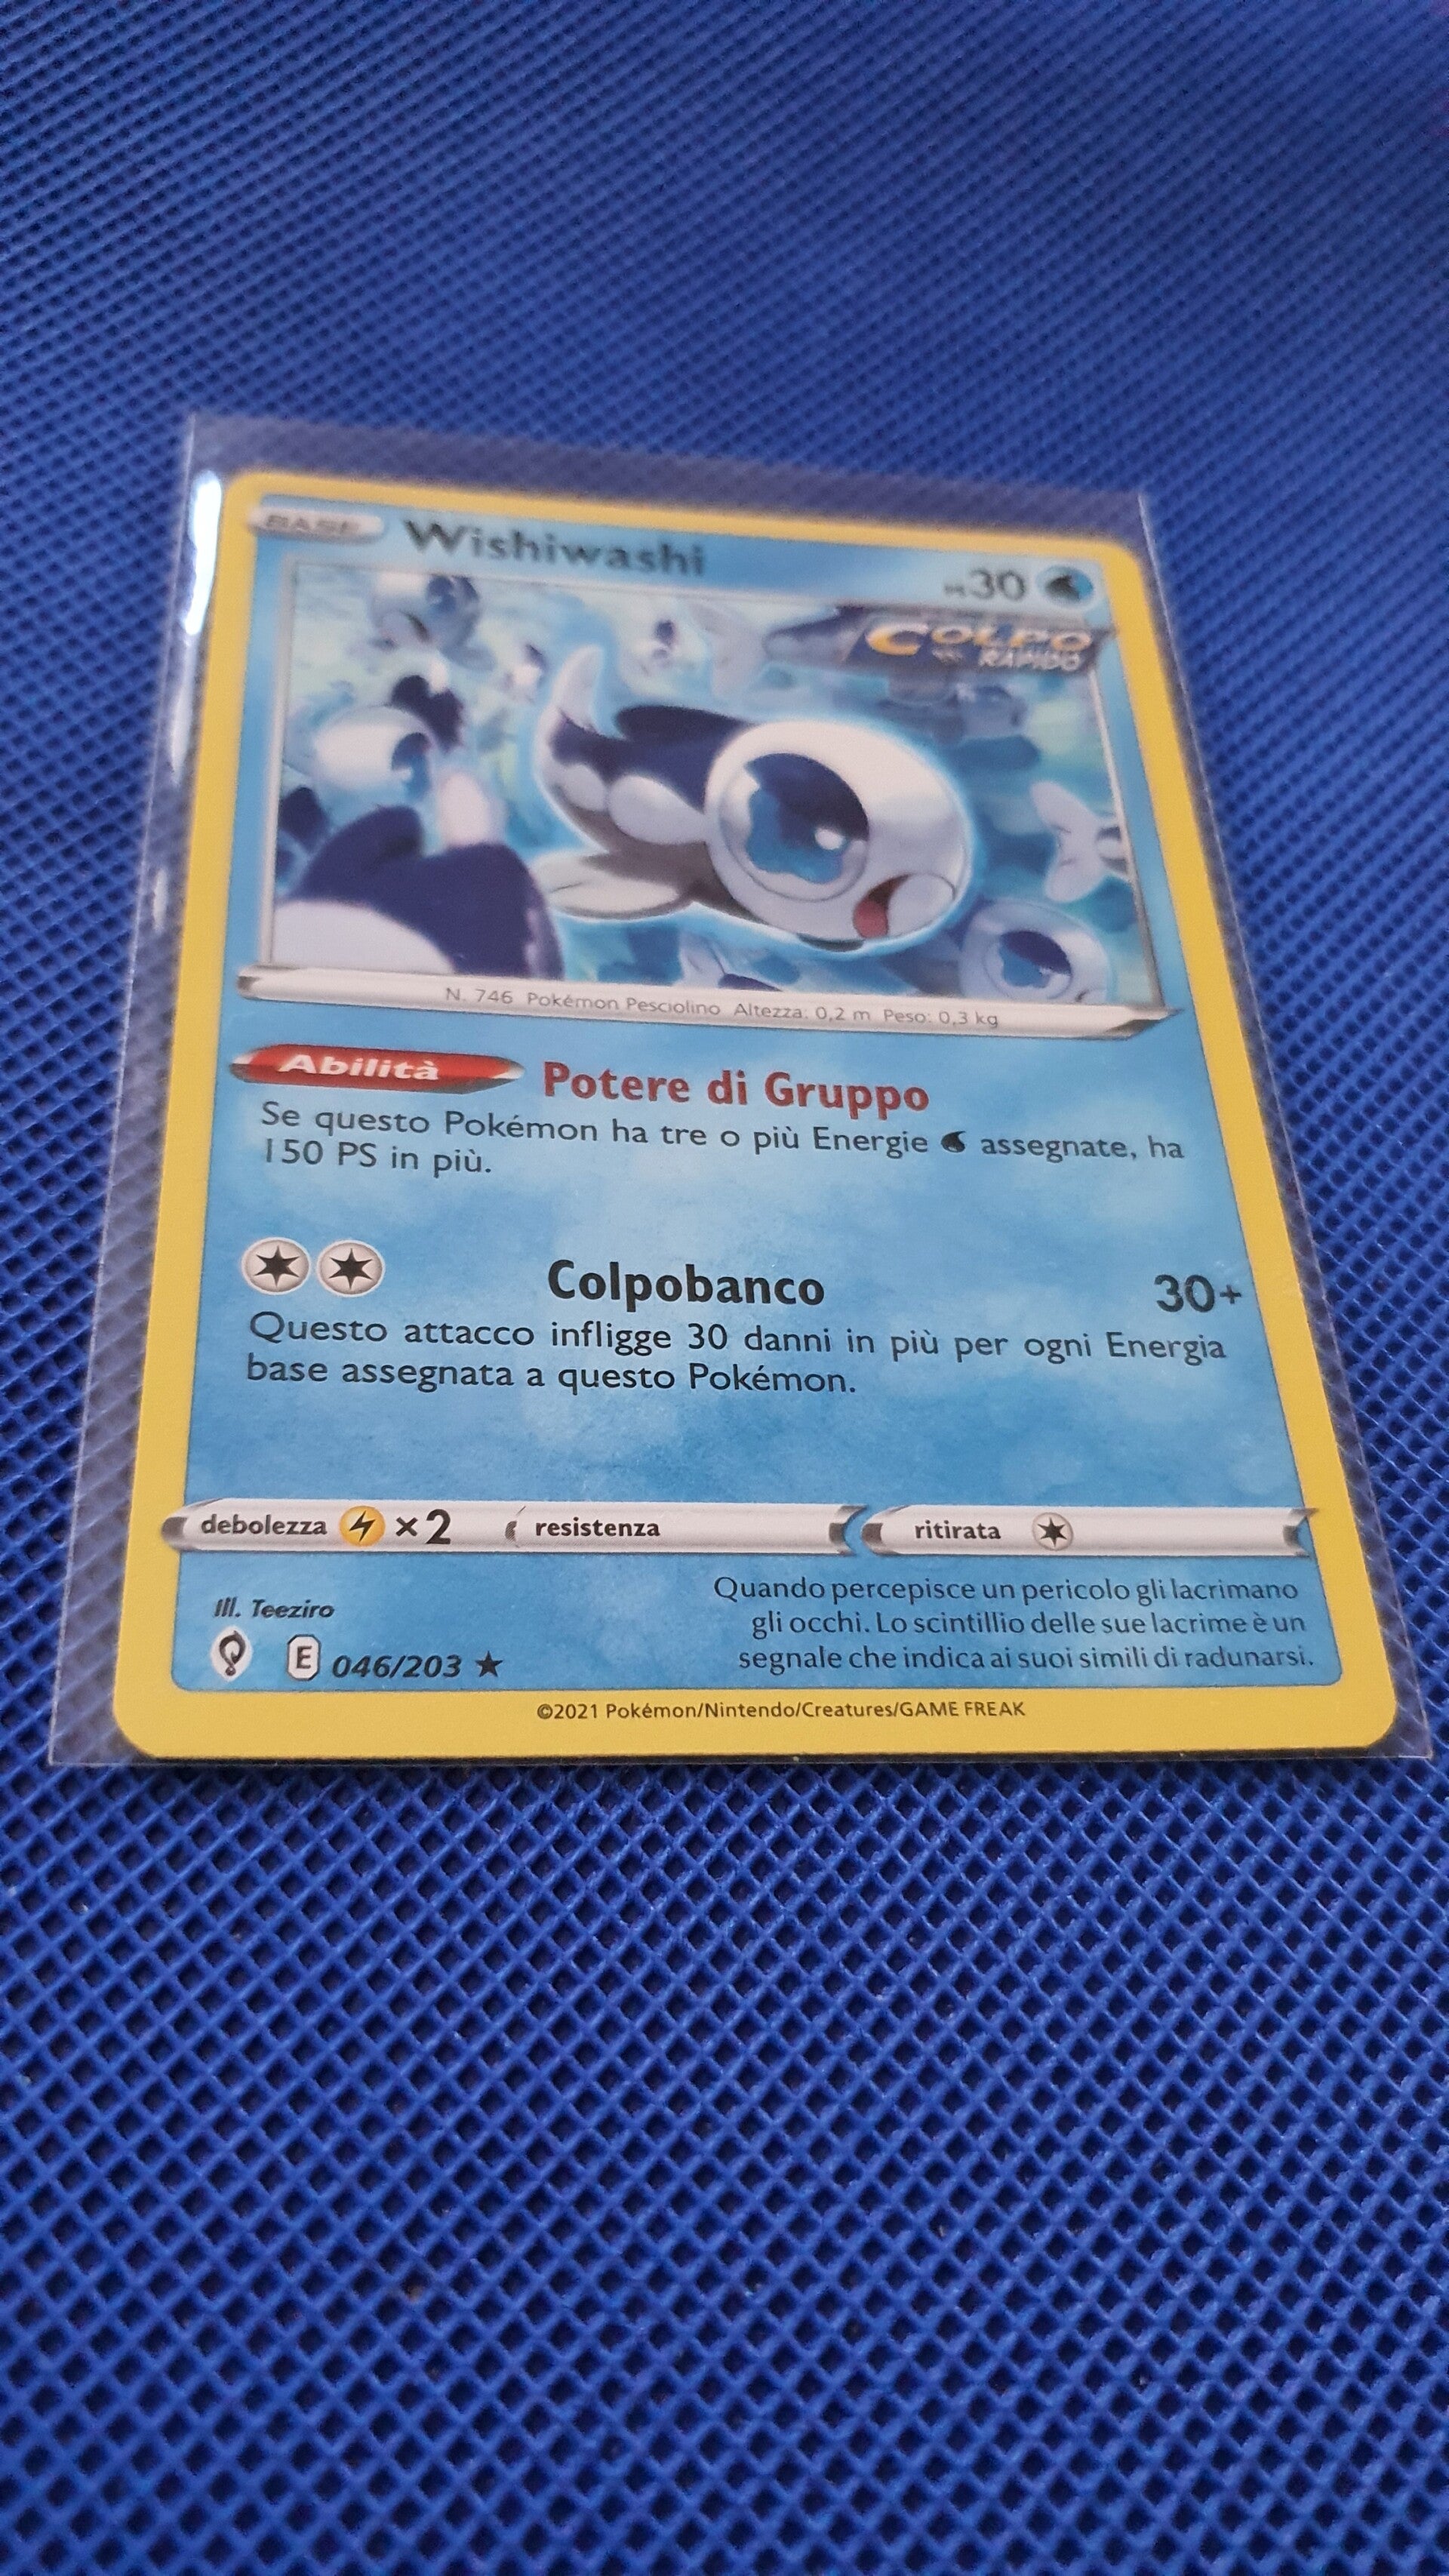 BASE Wishiwashi PS30
COLPO
RAPIDO
N. 746 Pokémon Pesciolino Altezza: 0,2 m Peso: 0,3 kg
Abilità Potere di Gruppo
Se questo Pokémon ha tre o più Energie assegnate, ha
150 PS in più.
Colpobanco 30+
Questo attacco infligge 30 danni in più per ogni Energia
base assegnata a questo Pokémon.
debolezza ×2 resistenza ritirata
Ill. Teeziro
E 046/203 ★
Quando percepisce un pericolo gli lacrimano
gli occhi. Lo scintillio delle sue lacrime è un
segnale che indica ai suoi simili di radunarsi.
©2021 Pokémon/Nintendo/Creatures/GAME FREAK